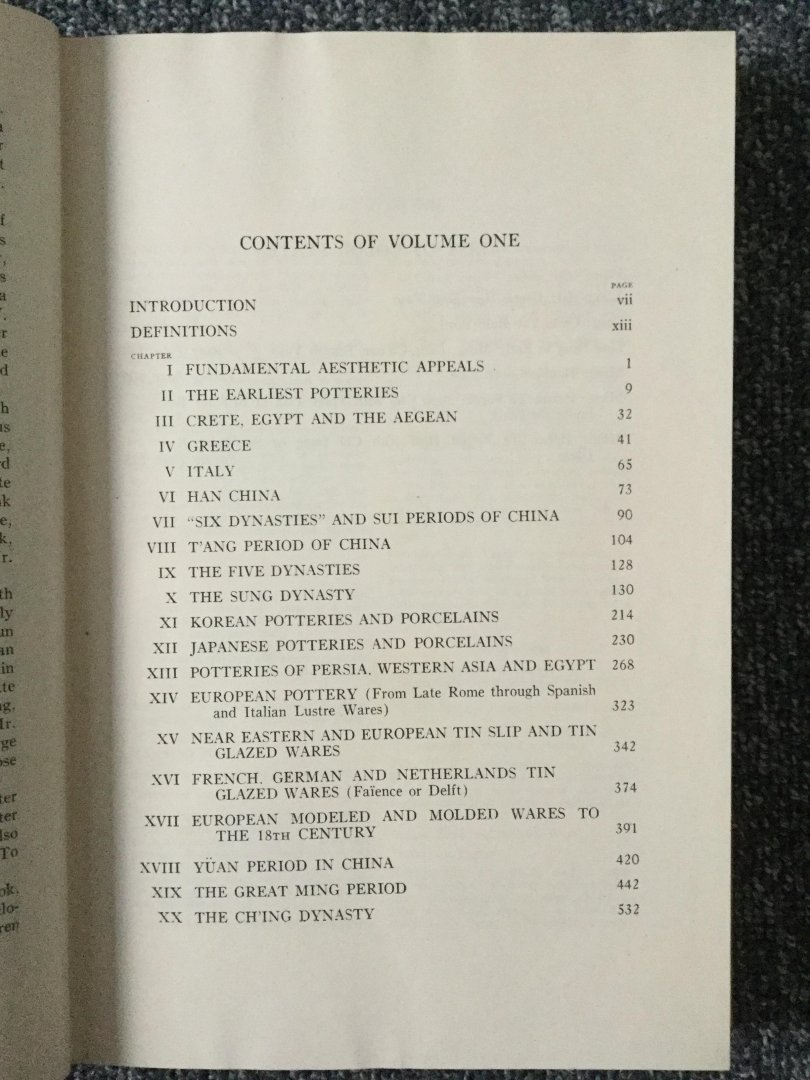 CONTENTS OF VOLUME ONE
PAGE
INTRODUCTION vii
DEFINITIONS xiii
CHAPTER
I FUNDAMENTAL AESTHETIC APPEALS 1
II THE EARLIEST POTTERIES 9
III CRETE, EGYPT AND THE AEGEAN 32
IV GREECE 41
V ITALY 65
VI HAN CHINA 73
VII "SIX DYNASTIES" AND SUI PERIODS OF CHINA 90
VIII T'ANG PERIOD OF CHINA 104
IX THE FIVE DYNASTIES 128
X THE SUNG DYNASTY 130
XI KOREAN POTTERIES AND PORCELAINS 214
XII JAPANESE POTTERIES AND PORCELAINS 230
XIII POTTERIES OF PERSIA, WESTERN ASIA AND EGYPT 268
XIV EUROPEAN POTTERY (From Late Rome through Spanish
and Italian Lustre Wares) 323
XV NEAR EASTERN AND EUROPEAN TIN SLIP AND TIN
GLAZED WARES 342
XVI FRENCH, GERMAN AND NETHERLANDS TIN
GLAZED WARES (Faïence or Delft) 374
XVII EUROPEAN MODELED AND MOLDED WARES TO
THE 18TH CENTURY 391
XVIII YÜAN PERIOD IN CHINA 420
XIX THE GREAT MING PERIOD 442
XX THE CH'ING DYNASTY 532